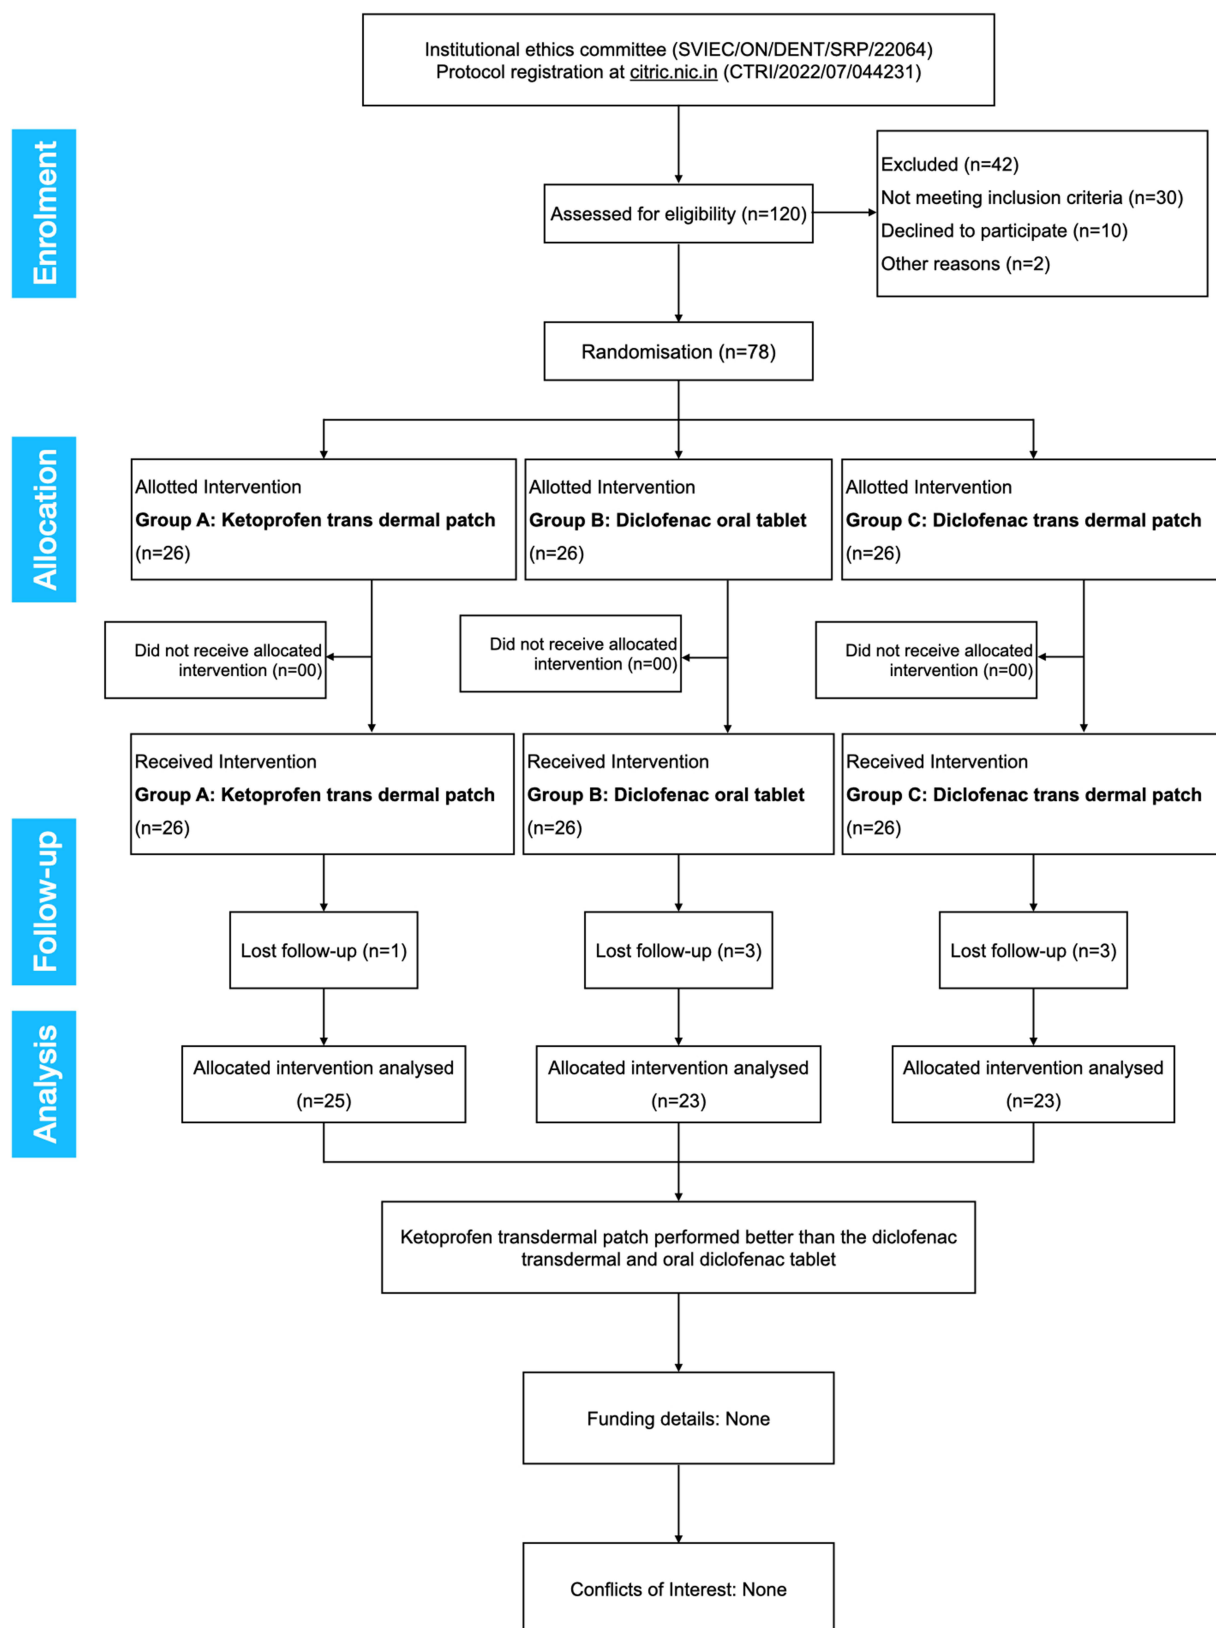 Institutional ethics committee (SVIEC/ON/DENT/SRP/22064)
Protocol registration at citric.nic.in (CTRI/2022/07/044231)
Enrolment
Assessed for eligibility (n=120)
Excluded (n=42)
Not meeting inclusion criteria (n=30)
Declined to participate (n=10)
Other reasons (n=2)
Randomisation (n=78)
Allocation
Allotted Intervention
Group A: Ketoprofen trans dermal patch
(n=26)
Allotted Intervention
Group B: Diclofenac oral tablet
(n=26)
Allotted Intervention
Group C: Diclofenac trans dermal patch
(n=26)
Did not receive allocated
intervention (n=00)
Did not receive allocated
intervention (n=00)
Did not receive allocated
intervention (n=00)
Received Intervention
Group A: Ketoprofen trans dermal patch
(n=26)
Received Intervention
Group B: Diclofenac oral tablet
(n=26)
Received Intervention
Group C: Diclofenac trans dermal patch
(n=26)
Follow-up
Lost follow-up (n=1)
Lost follow-up (n=3)
Lost follow-up (n=3)
Analysis
Allocated intervention analysed
(n=25)
Allocated intervention analysed
(n=23)
Allocated intervention analysed
(n=23)
Ketoprofen transdermal patch performed better than the diclofenac
transdermal and oral diclofenac tablet
Funding details: None
Conflicts of Interest: None